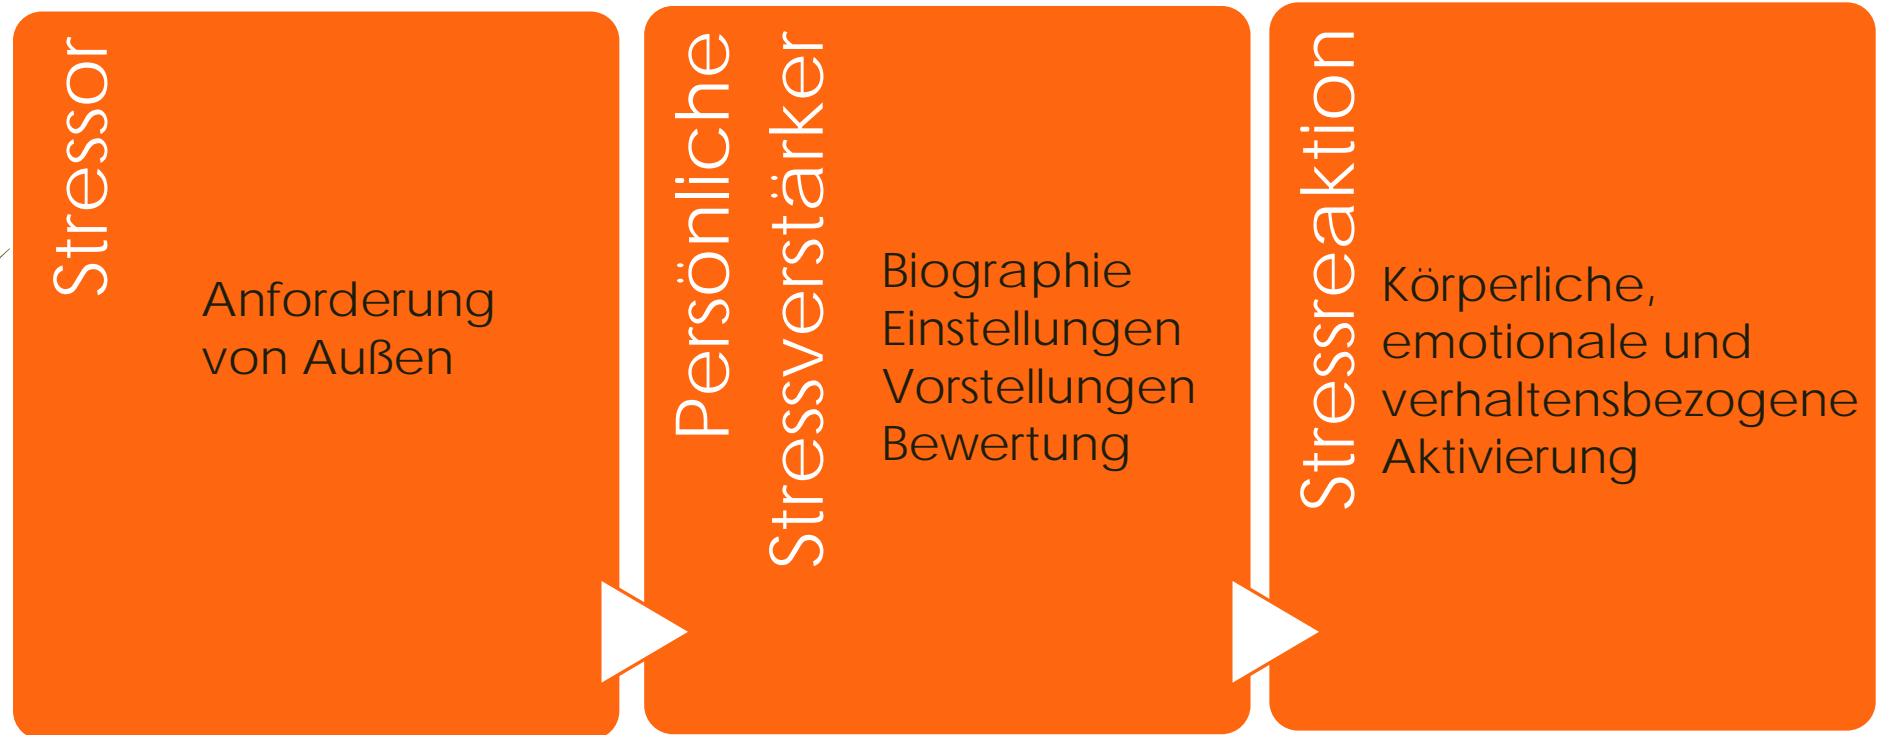 Stressor
Anforderung
von Außen
Persönliche
Stressverstärker
Biographie
Einstellungen
Vorstellungen
Bewertung
Stressreaktion
Körperliche,
emotionale und
verhaltensbezogene
Aktivierung